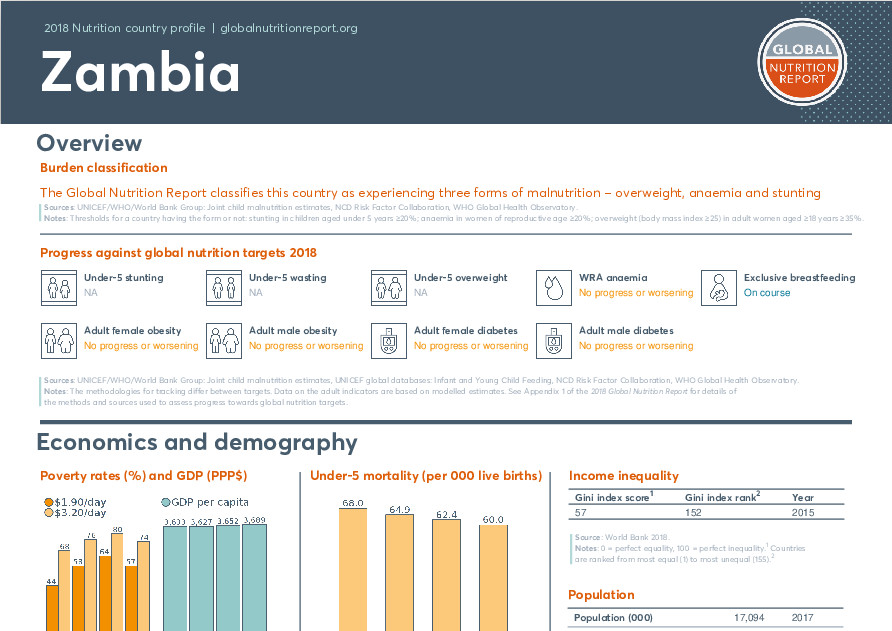 2018 Nutrition country profile | globalnutritionreport.org
Zambia
GLOBAL
NUTRITION
REPORT
Overview
Burden classification
The Global Nutrition Report classifies this country as experiencing three forms of malnutrition – overweight, anaemia and stunting
Sources: UNICEF/WHO/World Bank Group: Joint child malnutrition estimates, NCD Risk Factor Collaboration, WHO Global Health Observatory.
Notes: Thresholds for a country having the form or not: stunting in children aged under 5 years ≥20%; anaemia in women of reproductive age ≥20%; overweight (body mass index ≥25) in adult women aged ≥18 years ≥35%.
Progress against global nutrition targets 2018
Under-5 stunting
NA
Under-5 wasting
NA
Under-5 overweight
NA
WRA anaemia
No progress or worsening
Exclusive breastfeeding
On course
Adult female obesity
No progress or worsening
Adult male obesity
No progress or worsening
Adult female diabetes
No progress or worsening
Adult male diabetes
No progress or worsening
Sources: UNICEF/WHO/World Bank Group: Joint child malnutrition estimates, UNICEF global databases: Infant and Young Child Feeding, NCD Risk Factor Collaboration, WHO Global Health Observatory.
Notes: The methodologies for tracking differ between targets. Data on the adult indicators are based on modelled estimates. See Appendix 1 of the 2018 Global Nutrition Report for details of
the methods and sources used to assess progress towards global nutrition targets.
Economics and demography
Poverty rates (%) and GDP (PPP$)
$1.90/day
$3.20/day
GDP per capita
44 68 76 64 80 57 74
3,627 3,652 3,689
Under-5 mortality (per 000 live births)
68.0 64.9 62.4 60.0
Income inequality
Gini index score¹ Gini index rank² Year
57 152 2015
Source: World Bank 2018.
Notes: 0 = perfect equality, 100 = perfect inequality.¹ Countries
are ranked from most equal (1) to most unequal (155).²
Population
Population (000) 17,094 2017